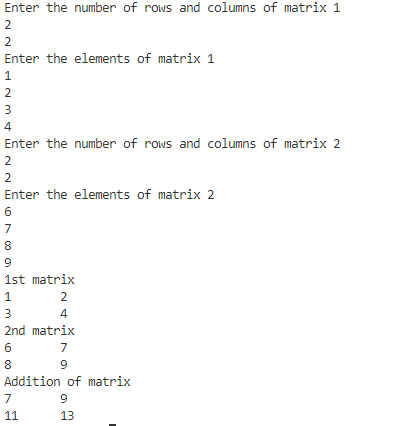 Enter the number of rows and columns of matrix 1
2
2
Enter the elements of matrix 1
1
2
3
4
Enter the number of rows and columns of matrix 2
2
2
Enter the elements of matrix 2
6
7
8
9
1st matrix
1 2
3 4
2nd matrix
6 7
8 9
Addition of matrix
7 9
11 13